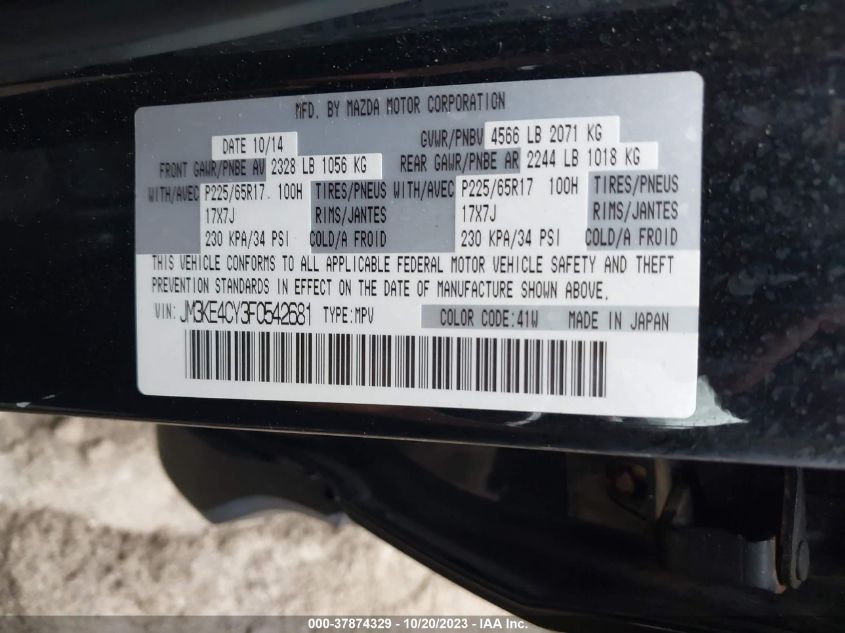 MFD. BY MAZDA MOTOR CORPORATION
DATE 10/14 GVWR/PNBV 4566 LB 2071 KG
FRONT GAWR/PNBE AV 2328 LB 1056 KG REAR GAWR/PNBE AR 2244 LB 1018 KG
WITH/AVEC P225/65R17 100H TIRES/PNEUS WITH/AVEC P225/65R17 100H TIRES/PNEUS
17X7J RIMS/JANTES 17X7J RIMS/JANTES
230 KPA/34 PSI COLD/A FROID 230 KPA/34 PSI COLD/A FROID
THIS VEHICLE CONFORMS TO ALL APPLICABLE FEDERAL MOTOR VEHICLE SAFETY AND THEFT
PREVENTION STANDARDS IN EFFECT ON THE DATE OF MANUFACTURE SHOWN ABOVE.
VIN: JM3KE4CY3F0542681 TYPE:MPV COLOR CODE:41W MADE IN JAPAN
000-37874329 | 10/20/2023 - IAA Inc.